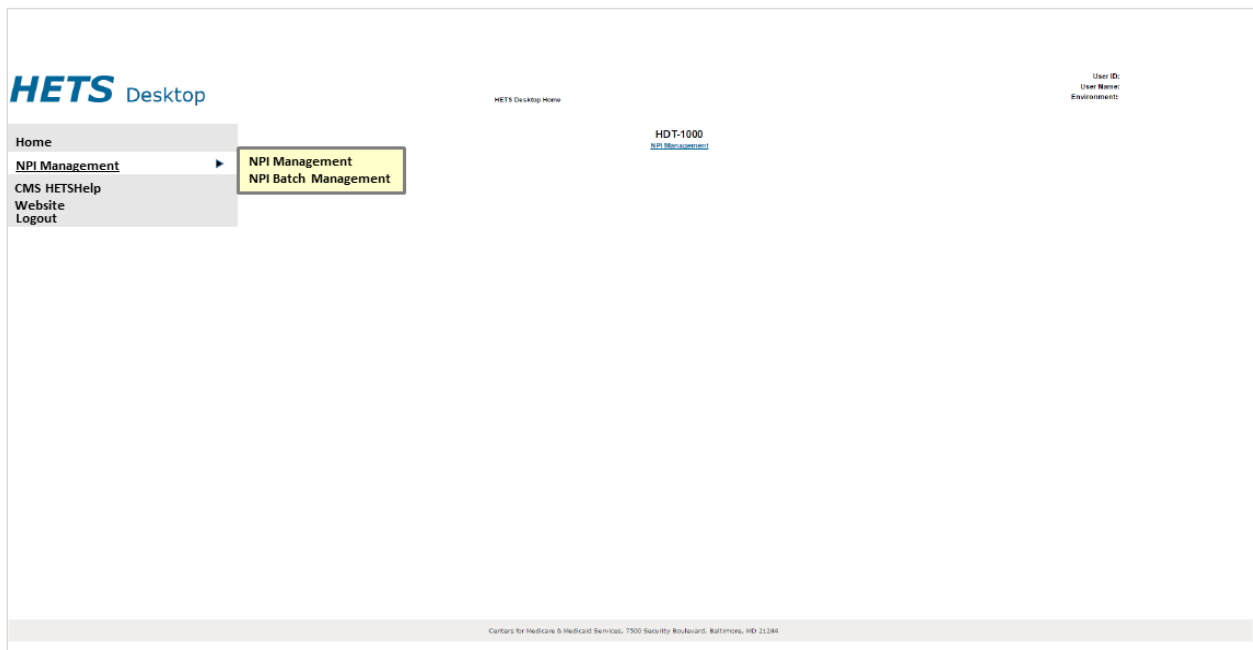 HETS Desktop
HETS Desktop Home
User ID:
User Name:
Environment:
Home
NPI Management
CMS HETSHelp
Website
Logout
NPI Management
NPI Batch Management
HDT-1000
NPI Management
Centers for Medicare & Medicaid Services, 7500 Security Boulevard, Baltimore, MD 21244